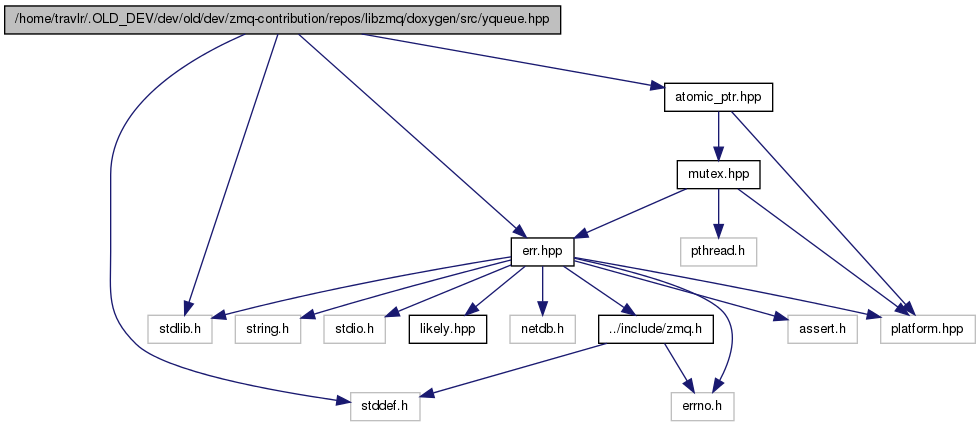 /home/travlr/.OLD_DEV/dev/old/dev/zmq-contribution/repos/libzmq/doxygen/src/yqueue.hpp
atomic_ptr.hpp
mutex.hpp
err.hpp
pthread.h
stdlib.h
string.h
stdio.h
likely.hpp
netdb.h
../include/zmq.h
assert.h
platform.hpp
stddef.h
errno.h